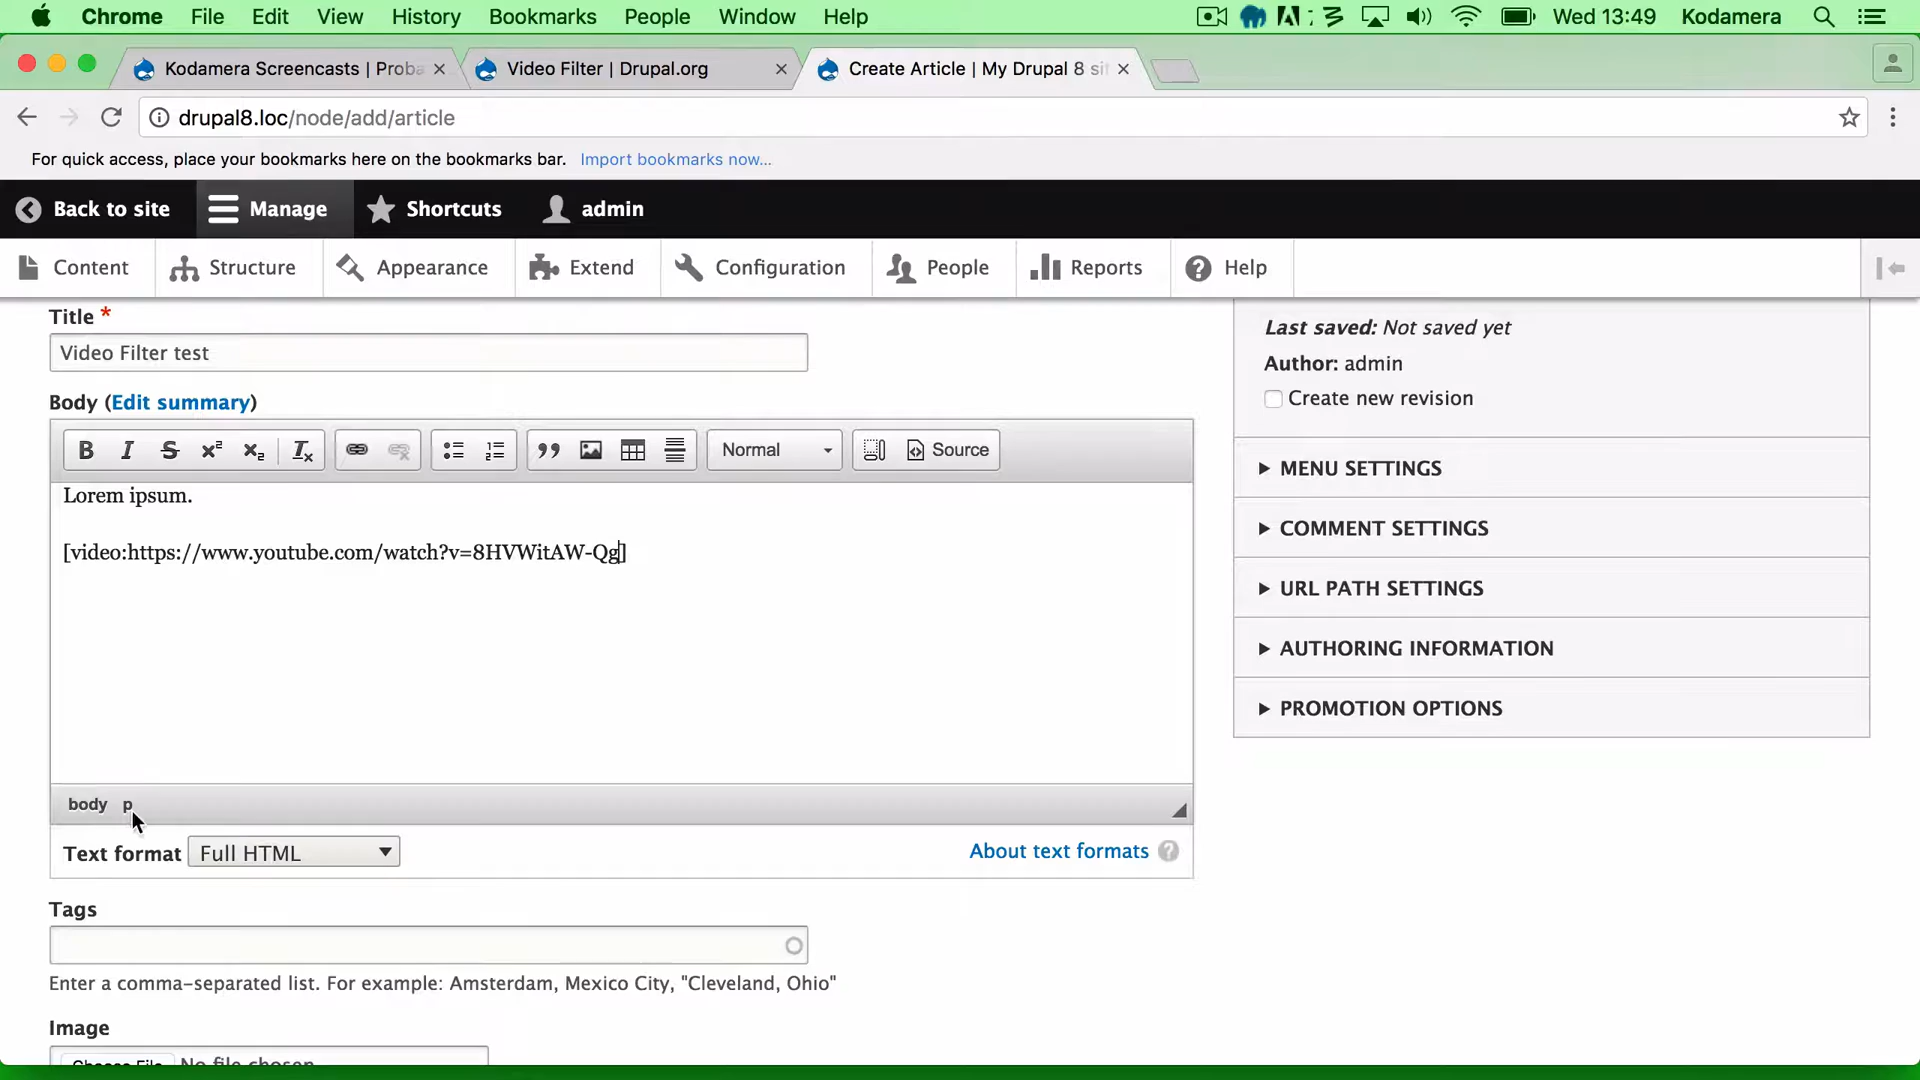 Chrome File Edit View History Bookmarks People Window Help Wed 13:49 Kodamera
Kodamera Screencasts | Proba Video Filter | Drupal.org Create Article | My Drupal 8 sit
drupal8.loc/node/add/article
For quick access, place your bookmarks here on the bookmarks bar. Import bookmarks now...
Back to site Manage Shortcuts admin
Content Structure Appearance Extend Configuration People Reports Help
Title *
Video Filter test
Body (Edit summary)
B I S x² x₂ Tx Normal Source
Lorem ipsum.
[video:https://www.youtube.com/watch?v=8HVWitAW-Qg]
body p
Text format Full HTML About text formats ?
Tags
Enter a comma-separated list. For example: Amsterdam, Mexico City, "Cleveland, Ohio"
Image
Choose File No file chosen
Last saved: Not saved yet
Author: admin
Create new revision
MENU SETTINGS
COMMENT SETTINGS
URL PATH SETTINGS
AUTHORING INFORMATION
PROMOTION OPTIONS